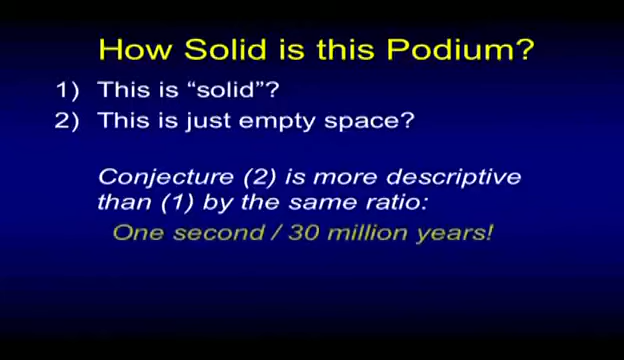 How Solid is this Podium?
1) This is “solid”?
2) This is just empty space?
Conjecture (2) is more descriptive
than (1) by the same ratio:
One second / 30 million years!